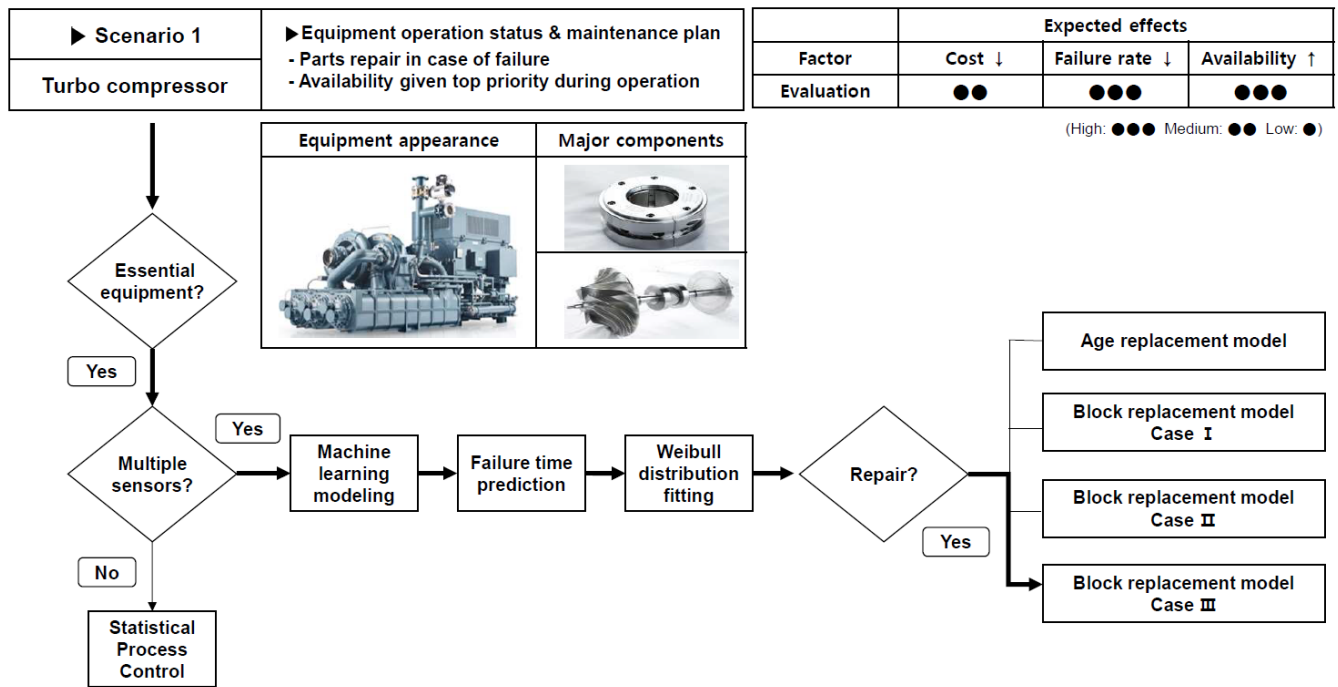 ▶ Scenario 1
Turbo compressor
▶Equipment operation status & maintenance plan
- Parts repair in case of failure
- Availability given top priority during operation
Expected effects
Factor Cost ↓ Failure rate ↓ Availability ↑
Evaluation ●● ●●● ●●●
(High: ●●● Medium: ●● Low: ●)
Equipment appearance
Major components
Essential
equipment?
Yes
Multiple
sensors?
Yes
No
Statistical
Process
Control
Machine
learning
modeling
Failure time
prediction
Weibull
distribution
fitting
Repair?
Yes
Age replacement model
Block replacement model
Case Ⅰ
Block replacement model
Case Ⅱ
Block replacement model
Case Ⅲ